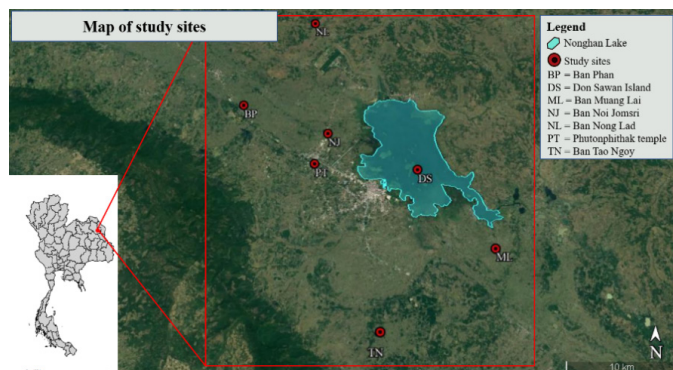 Map of study sites
NL
Legend
Nonghan Lake
Study sites
BP = Ban Phan
DS = Don Sawan Island
ML = Ban Muang Lai
NJ = Ban Noi Jomsri
NL = Ban Nong Lad
PT = Phutonphithak temple
TN = Ban Tao Ngoy
BP
NJ
PT
DS
ML
TN
N
10 km